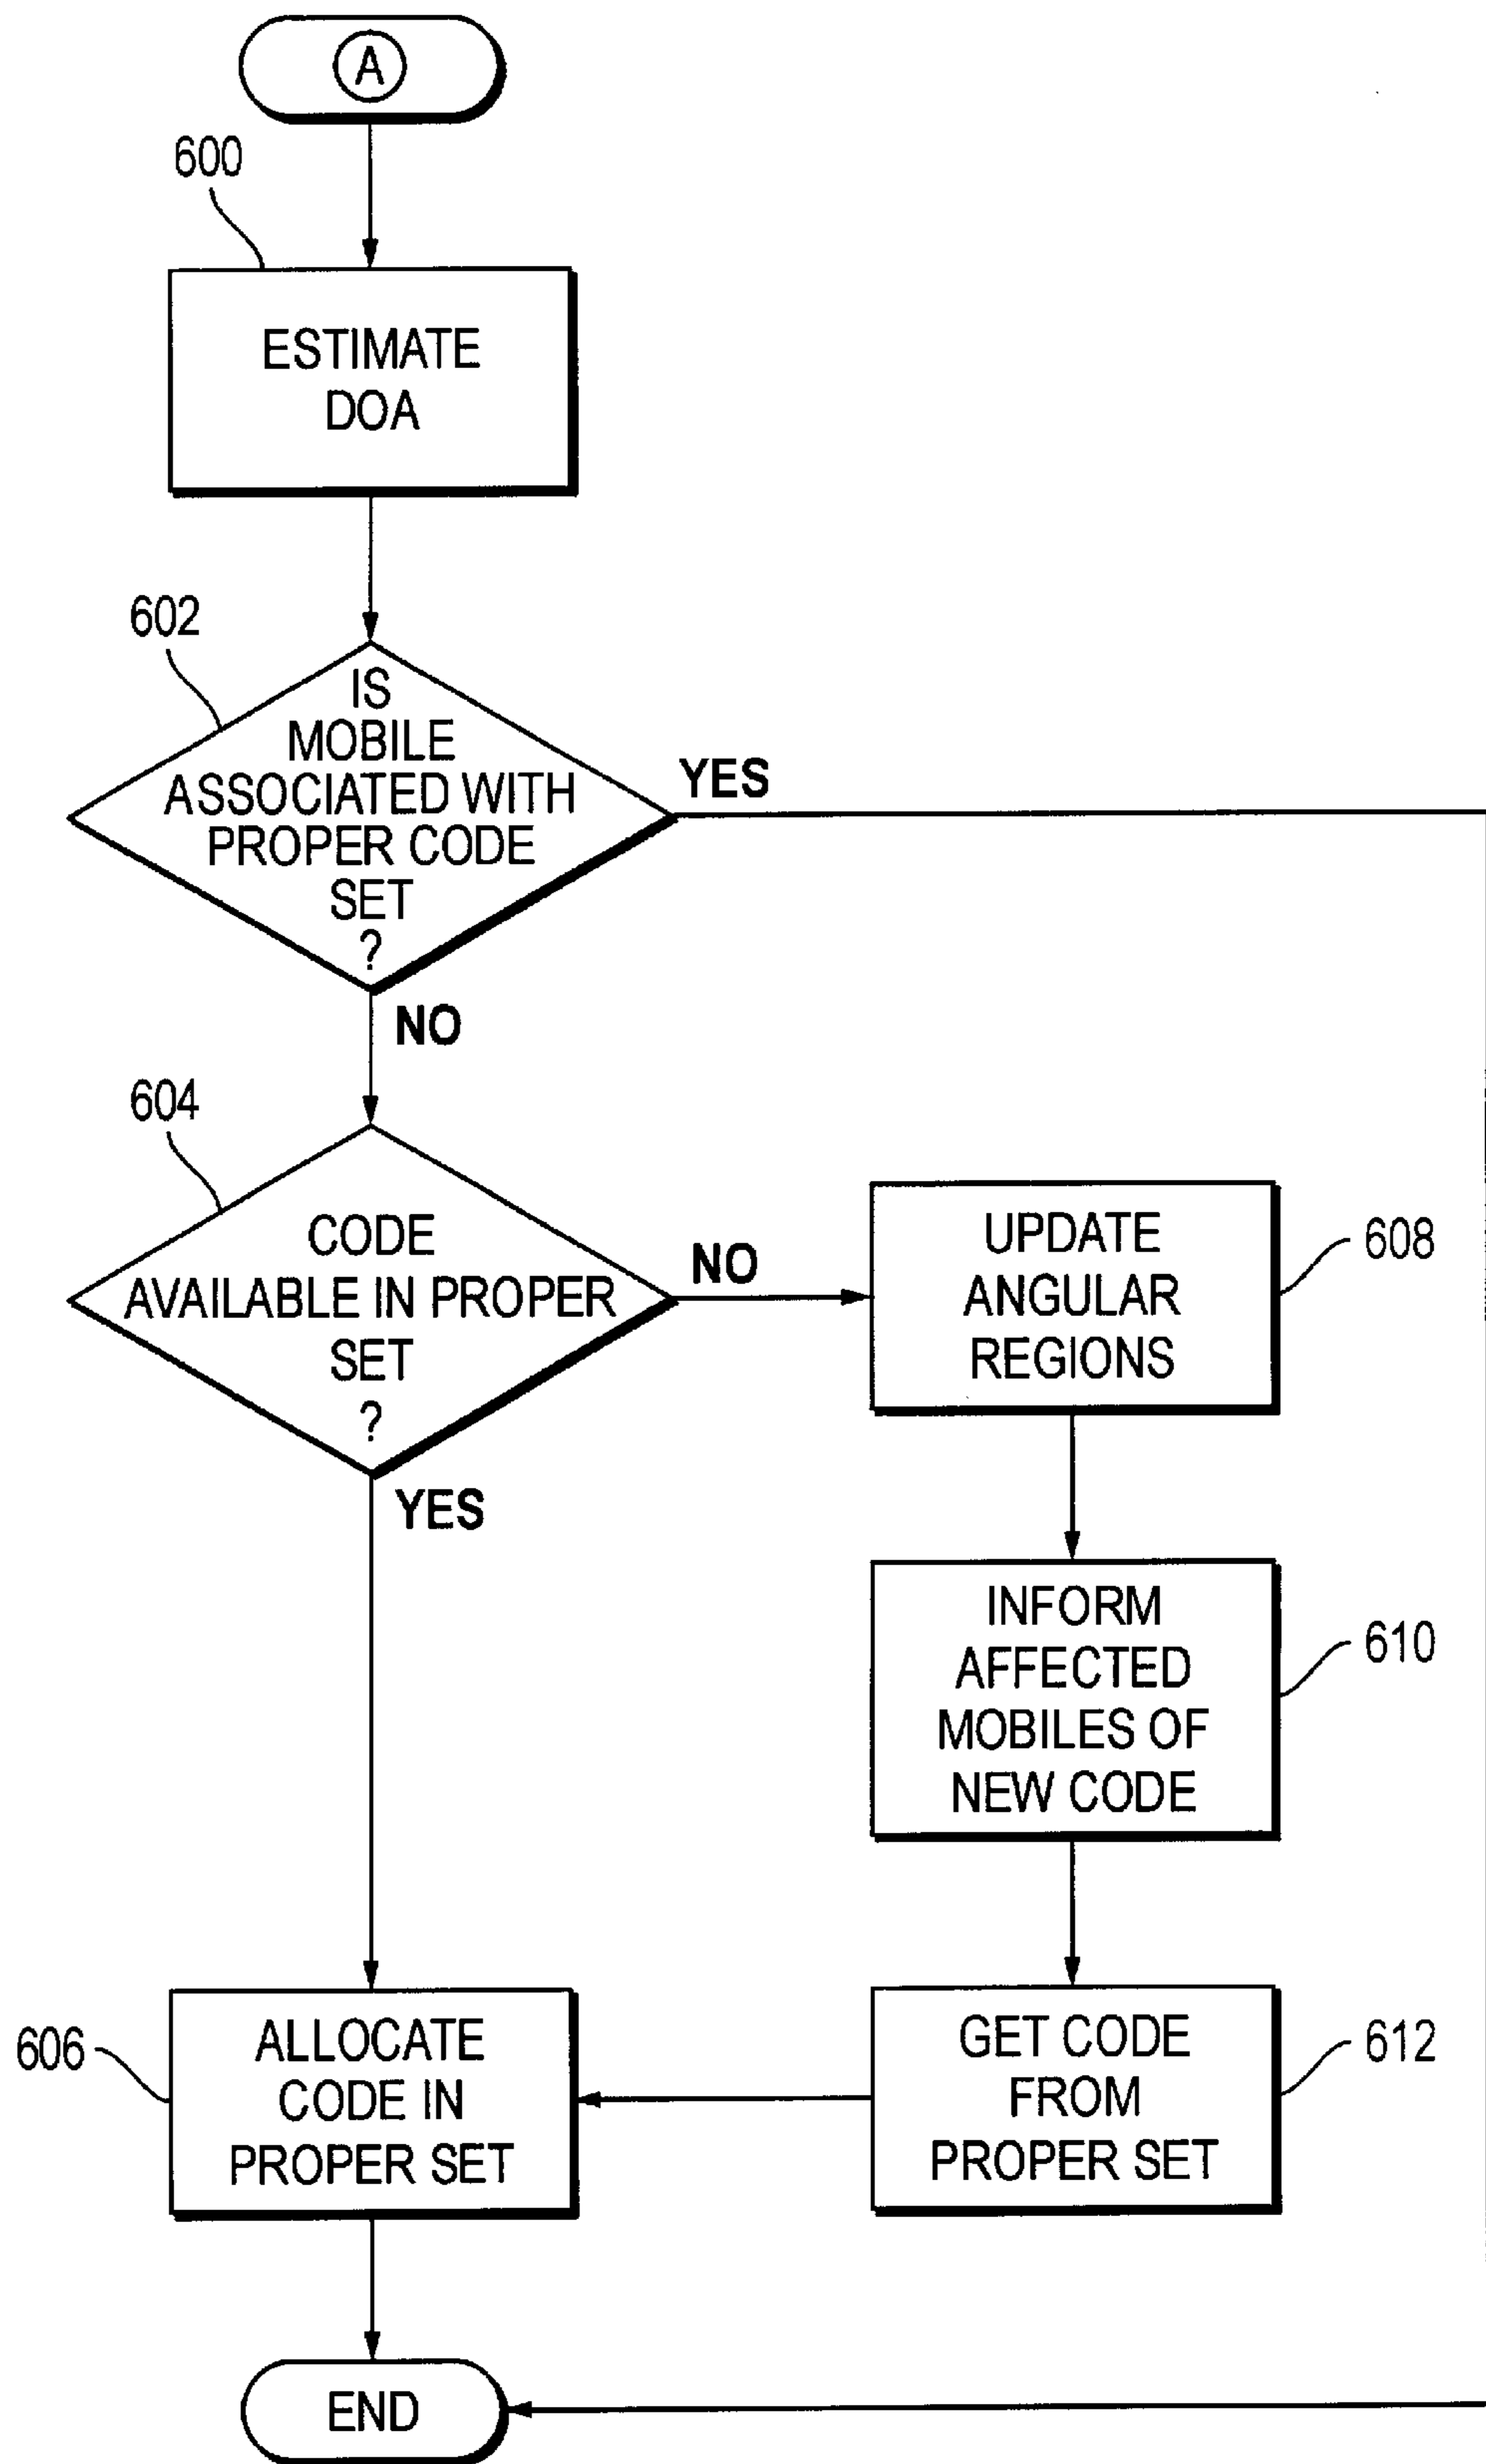 A
600
ESTIMATE
DOA
602
IS
MOBILE
ASSOCIATED WITH
PROPER CODE
SET
?
YES
NO
604
CODE
AVAILABLE IN PROPER
SET
?
NO
YES
UPDATE
ANGULAR
REGIONS
608
INFORM
AFFECTED
MOBILES OF
NEW CODE
610
606
ALLOCATE
CODE IN
PROPER SET
GET CODE
FROM
PROPER SET
612
END